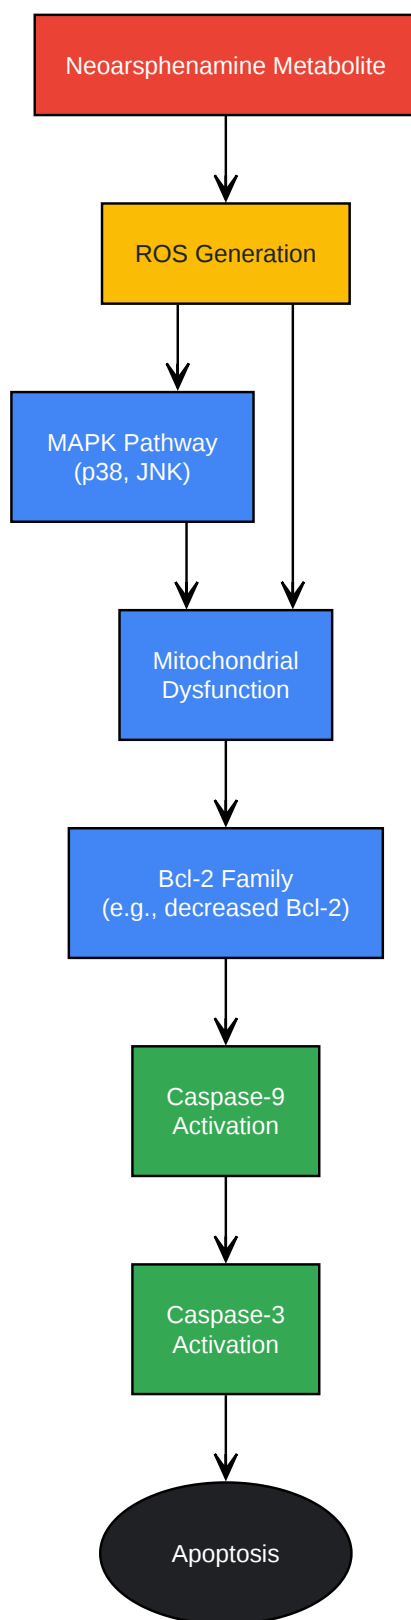 Neoarsphenamine Metabolite
ROS Generation
MAPK Pathway
(p38, JNK)
Mitochondrial
Dysfunction
Bcl-2 Family
(e.g., decreased Bcl-2)
Caspase-9
Activation
Caspase-3
Activation
Apoptosis